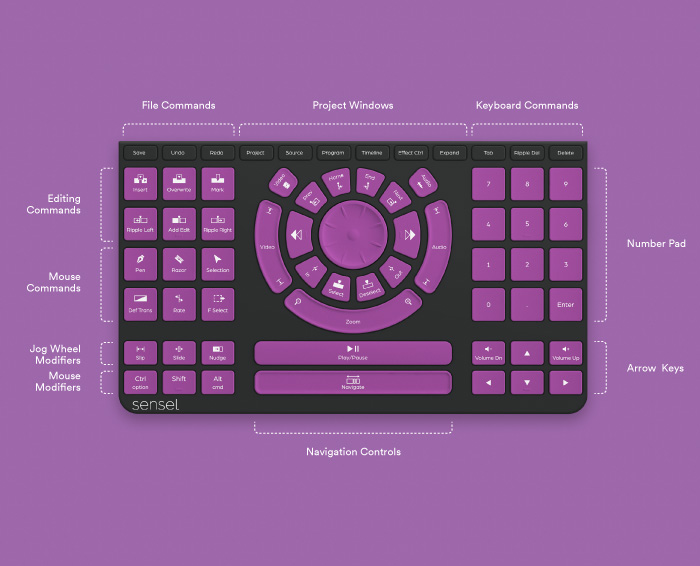 File Commands
Project Windows
Keyboard Commands
Save Undo Redo Project Source Program Timeline Effect Ctrl Expand Tab Ripple Del Delete
Editing
Commands
Insert Overwrite Mark
Video Prev Home End Next Audio
7 8 9
Ripple Left Add Edit Ripple Right
Video Audio
4 5 6
Number Pad
Mouse
Commands
Pen Razor Selection
In Select Deselect Out
1 2 3
Def Trans Rate F Select
Zoom
0 . Enter
Jog Wheel
Modifiers
Slip Slide Nudge
Play/Pause
Volume Dn Volume Up
Arrow Keys
Mouse
Modifiers
Ctrl Shift Alt
option cmd
Navigate
sensel
Navigation Controls